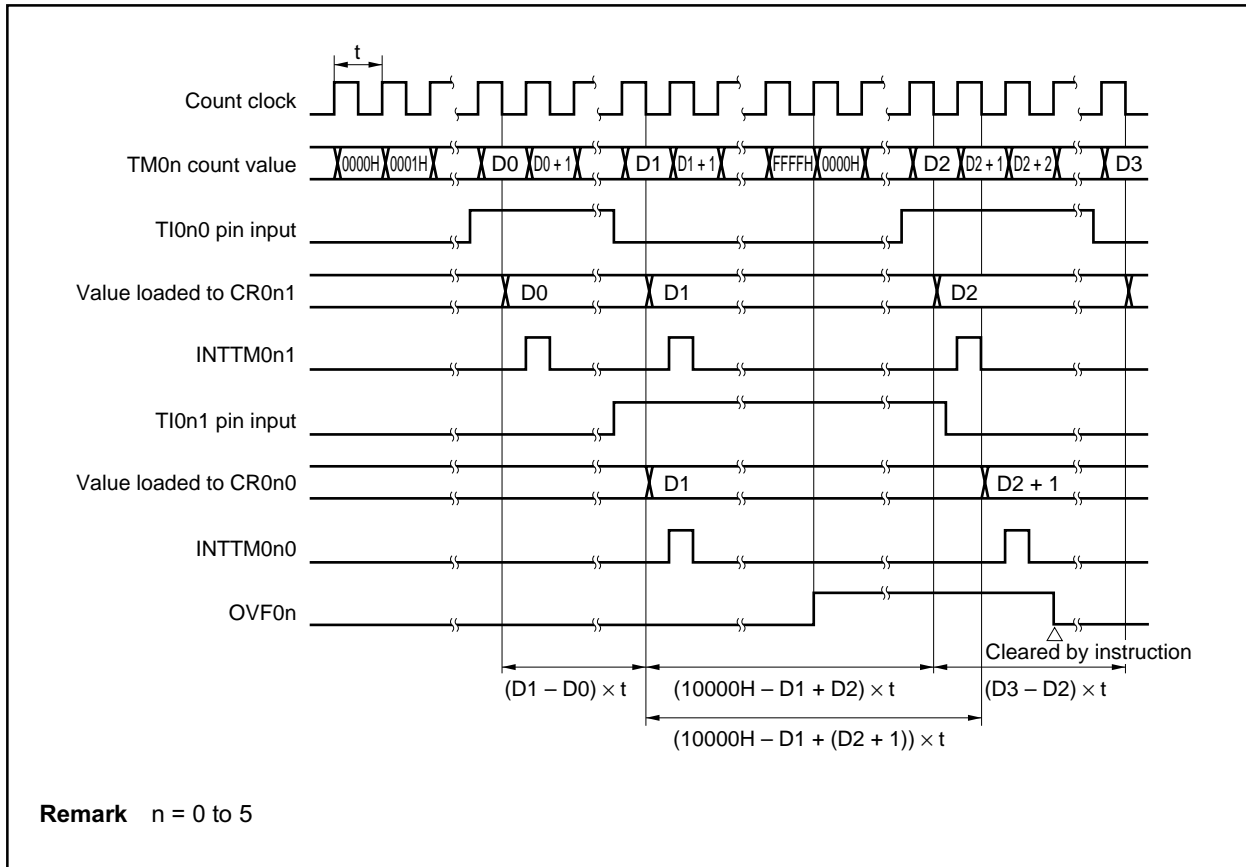 t
Count clock
TM0n count value 0000H 0001H D0 D0 + 1 D1 D1 + 1 FFFFH 0000H D2 D2 + 1 D2 + 2 D3
TI0n0 pin input
Value loaded to CR0n1 D0 D1 D2
INTTM0n1
TI0n1 pin input
Value loaded to CR0n0 D1 D2 + 1
INTTM0n0
OVF0n
Cleared by instruction
(D1 – D0) × t (10000H – D1 + D2) × t (D3 – D2) × t
(10000H – D1 + (D2 + 1)) × t
Remark n = 0 to 5